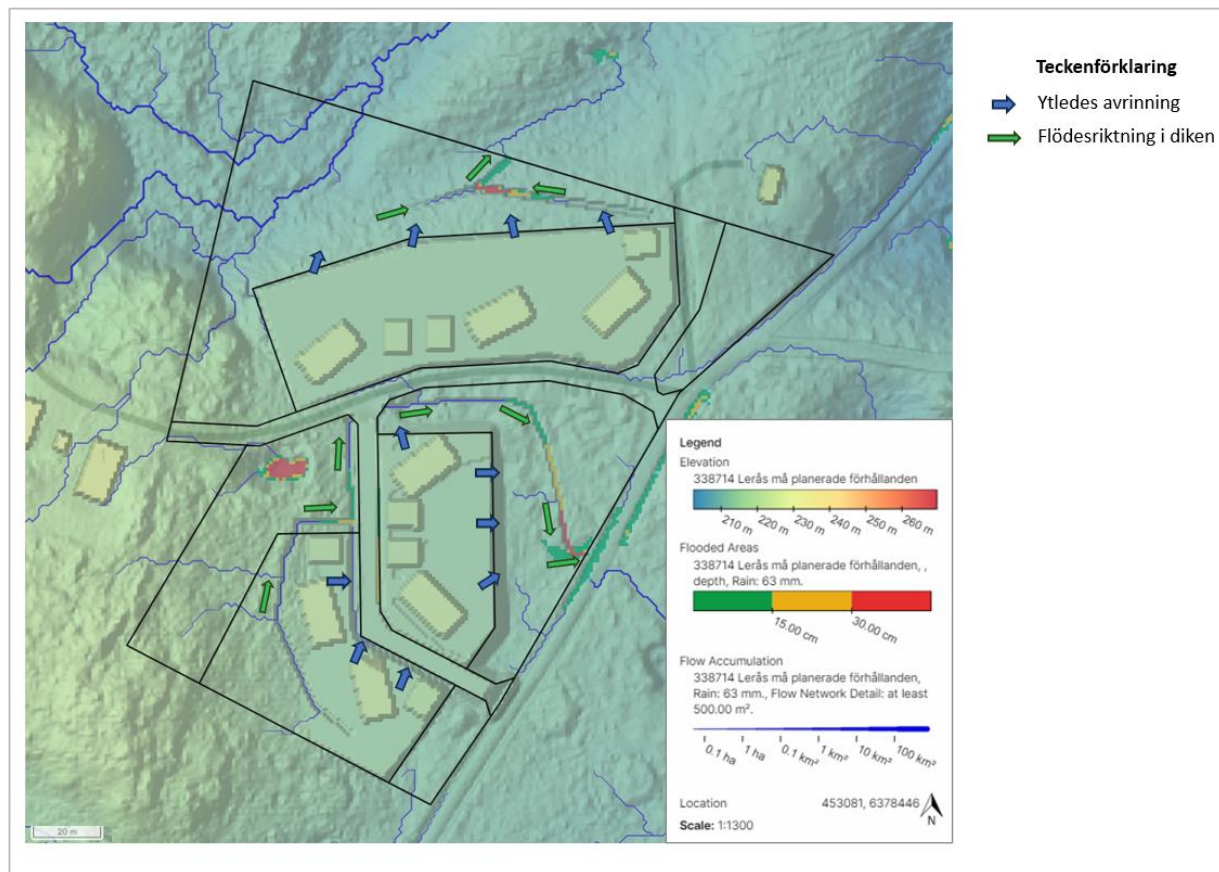 Teckenförklaring
Ytledes avrinning
Flödesriktning i diken
Legend
Elevation
338714 Lerås må planerade förhållanden
210 m 220 m 230 m 240 m 250 m 260 m
Flooded Areas
338714 Lerås må planerade förhållanden, ,
depth, Rain: 63 mm.
15.00 cm 30.00 cm
Flow Accumulation
338714 Lerås må planerade förhållanden,
Rain: 63 mm., Flow Network Detail: at least
500.00 m².
0.1 ha 1 ha 0.1 km² 1 km² 10 km² 100 km²
Location 453081, 6378446
Scale: 1:1300
N
20 m